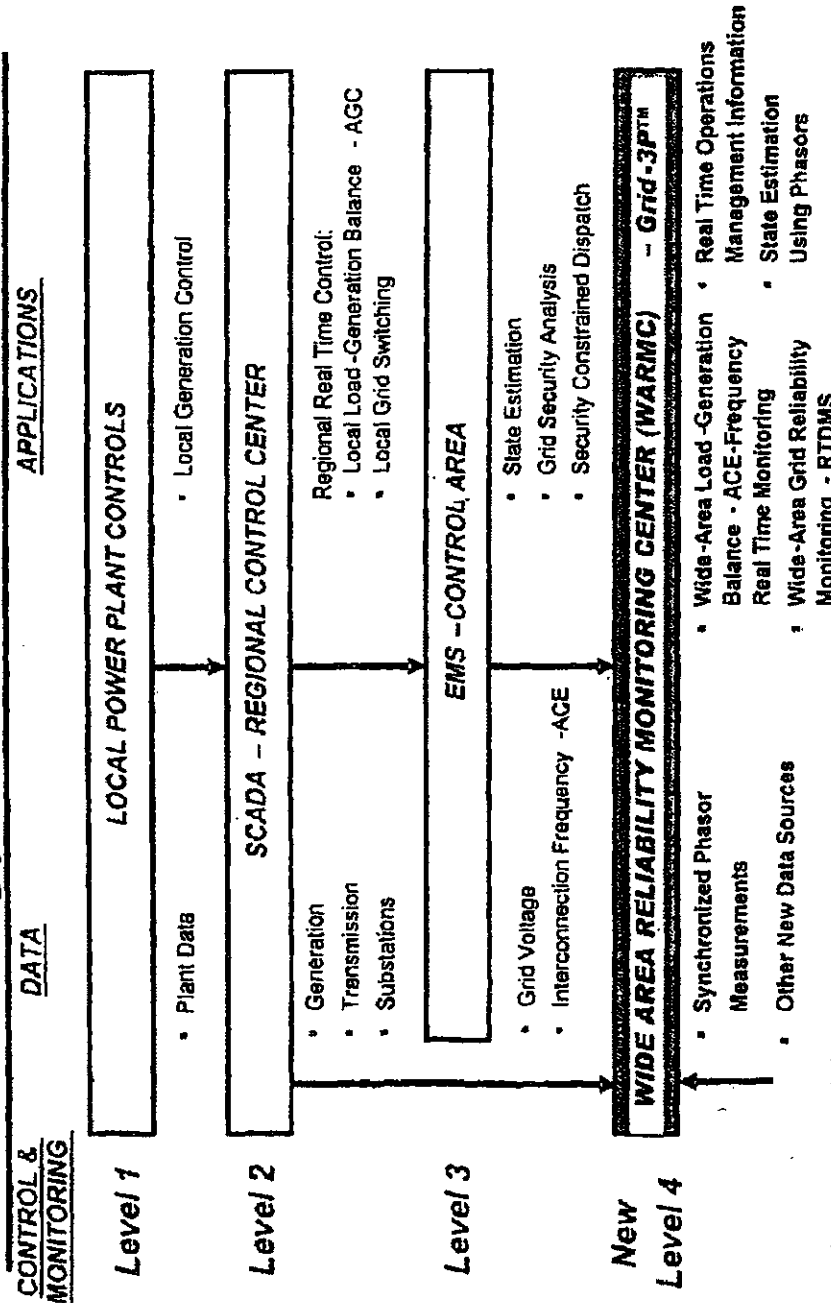 CONTROL &
MONITORING
DATA
APPLICATIONS
Level 1
LOCAL POWER PLANT CONTROLS
• Plant Data
• Local Generation Control
Level 2
SCADA – REGIONAL CONTROL CENTER
• Generation
• Transmission
• Substations
Regional Real Time Control:
• Local Load-Generation Balance - AGC
• Local Grid Switching
Level 3
EMS –CONTROL AREA
• Grid Voltage
• Interconnection Frequency -ACE
• State Estimation
• Grid Security Analysis
• Security Constrained Dispatch
New
Level 4
WIDE AREA RELIABILITY MONITORING CENTER (WARMC) – Grid-3P™
• Synchronized Phasor
Measurements
• Other New Data Sources
• Wide-Area Load-Generation
Balance - ACE-Frequency
Real Time Monitoring
• Wide-Area Grid Reliability
Monitoring - RTDMS
• Real Time Operations
Management Information
• State Estimation
Using Phasors